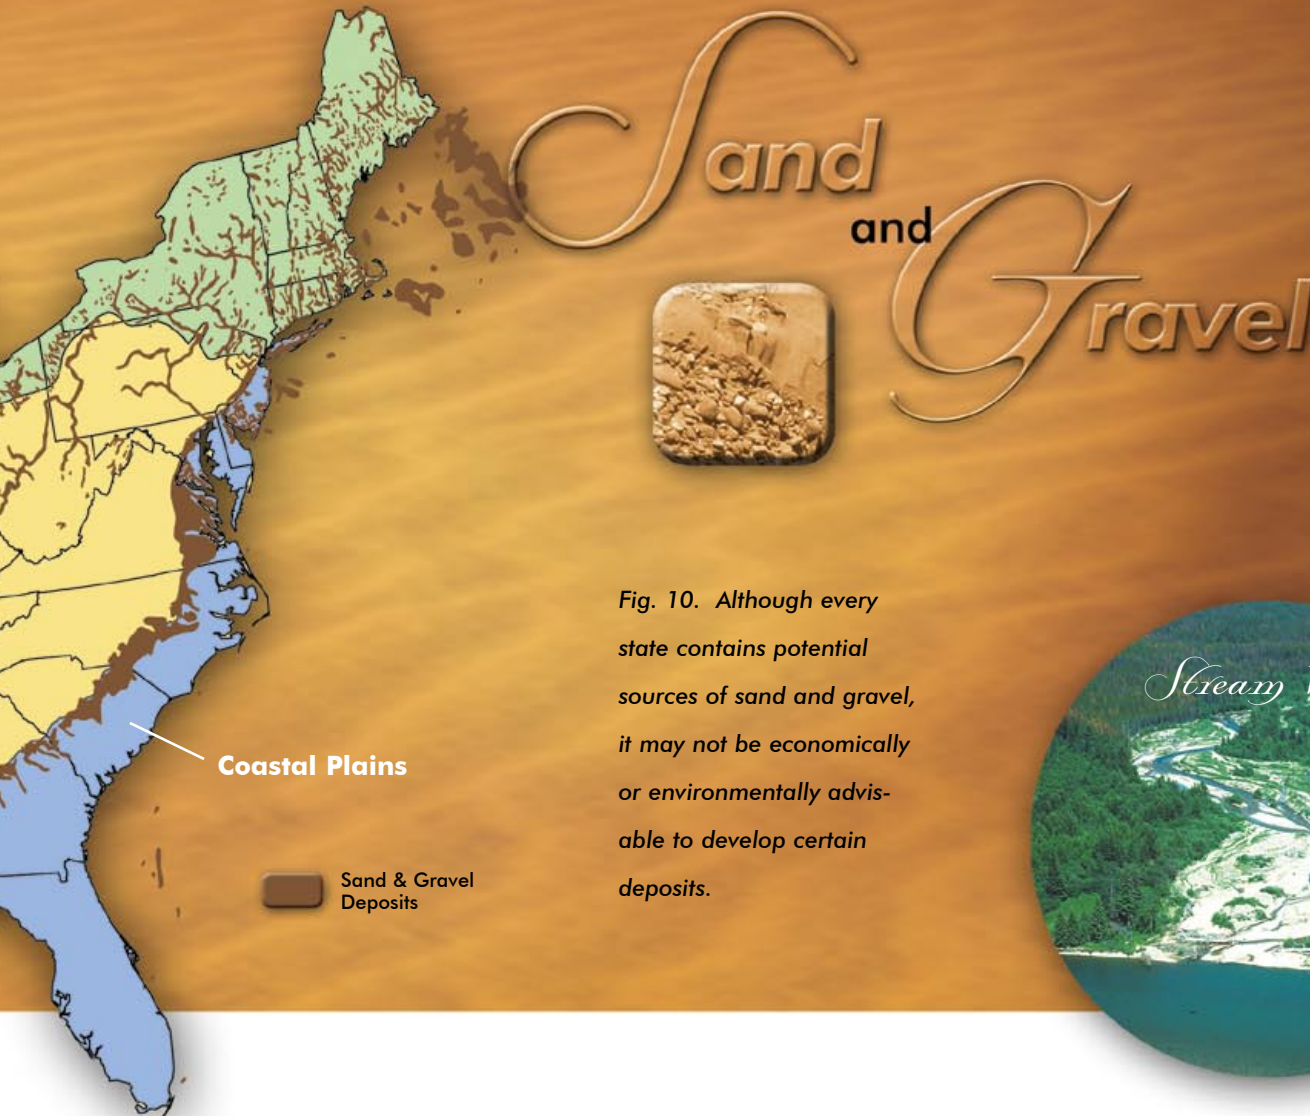 Sand
and
Gravel
Coastal Plains
Sand & Gravel
Deposits
Fig. 10. Although every
state contains potential
sources of sand and gravel,
it may not be economically
or environmentally advis-
able to develop certain
deposits.
Stream